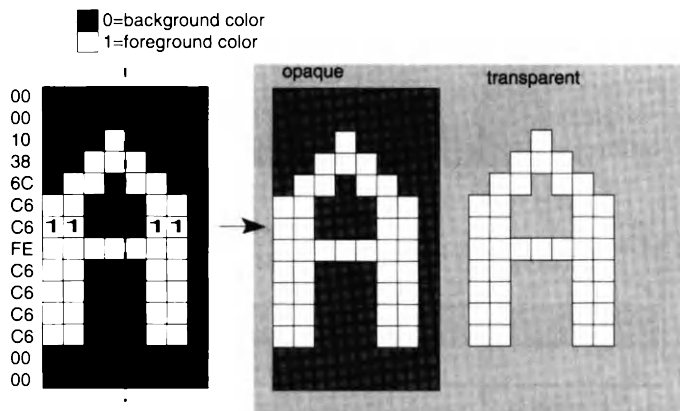 0=background color
1=foreground color
opaque
transparent
00
00
10
38
6C
C6
C6 1 1 1 1
FE
C6
C6
C6
C6
00
00